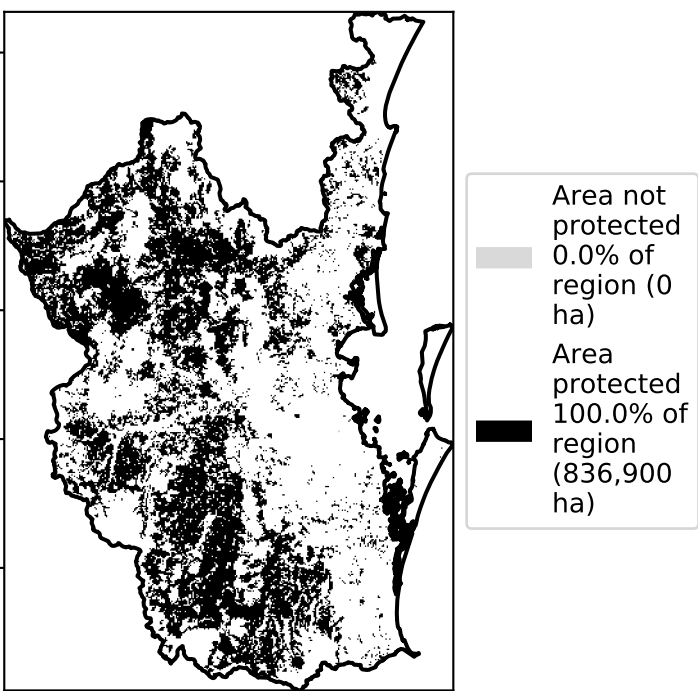 Area not
protected
0.0% of
region (0
ha)
Area
protected
100.0% of
region
(836,900
ha)